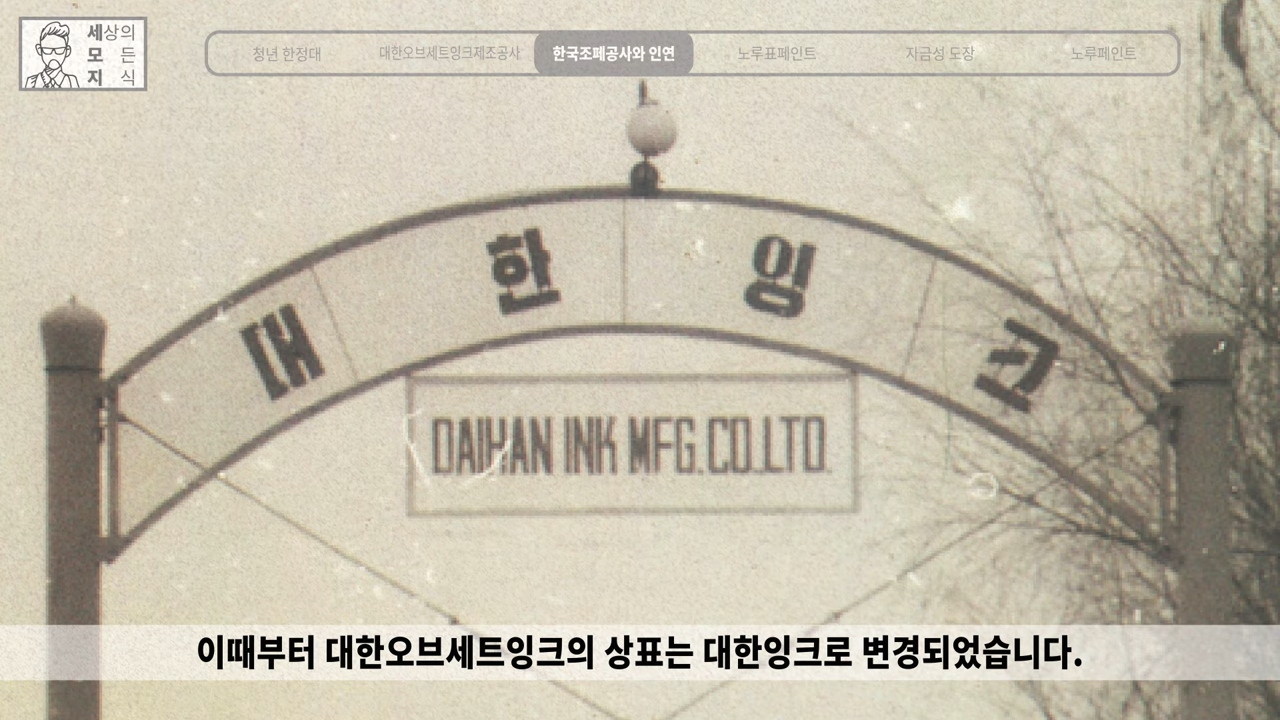 세상의
모든
지식
청년 한정대
대한오브세트잉크제조공사
한국조폐공사와 인연
노루표페인트
지금성 도장
노루페인트
대한잉크
DAIHAN INK MFG.CO.LTD.
이때부터 대한오브세트잉크의 상표는 대한잉크로 변경되었습니다.